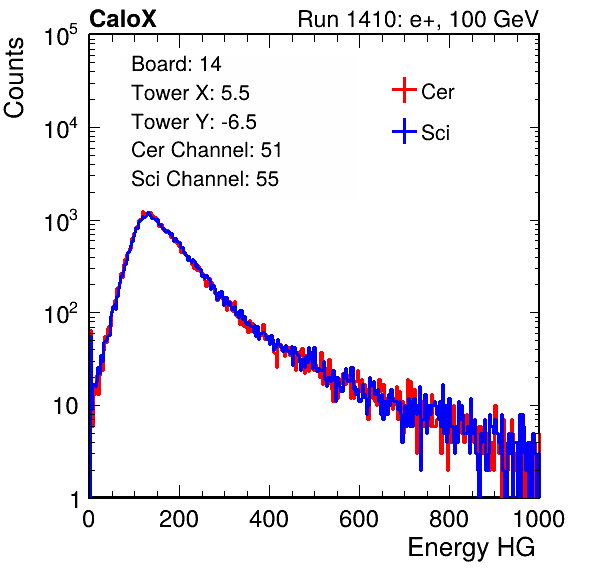 CaloX Run 1410: e+, 100 GeV
Counts
Board: 14
Tower X: 5.5
Tower Y: -6.5
Cer Channel: 51
Sci Channel: 55
Cer
Sci
10^5
10^4
10^3
10^2
10
1
0 200 400 600 800 1000
Energy HG